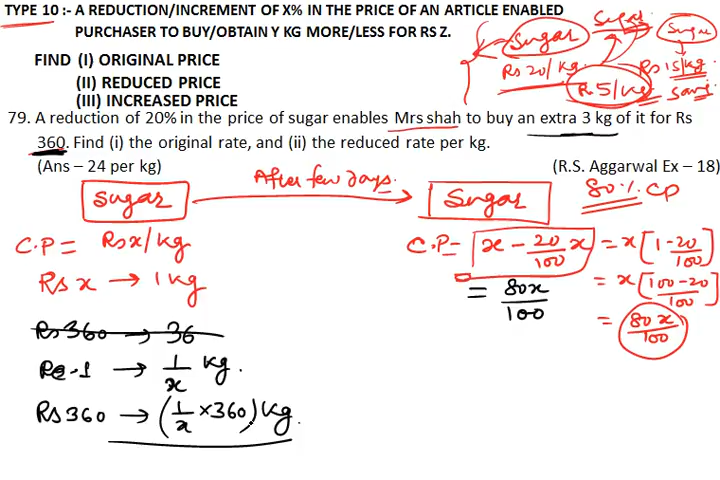 TYPE 10 :- A REDUCTION/INCREMENT OF X% IN THE PRICE OF AN ARTICLE ENABLED
PURCHASER TO BUY/OBTAIN Y KG MORE/LESS FOR RS Z.
Sugar
Sugar
Sugar
Rs 20/kg
Rs 15/kg
Rs 5/kg
FIND (I) ORIGINAL PRICE
(II) REDUCED PRICE
(III) INCREASED PRICE
79. A reduction of 20% in the price of sugar enables Mrs shah to buy an extra 3 kg of it for Rs
360. Find (i) the original rate, and (ii) the reduced rate per kg.
(Ans – 24 per kg) (R.S. Aggarwal Ex – 18)
Sugar After few days. Sugar 80% CP
C.P = Rs x/kg C.P = x - 20/100 x = x[1-20/100]
Rs x → 1 kg = 80x/100 = x[100-20/100]
= 80x/100
Rs 360 → 36
Re-1 → 1/x kg.
Rs 360 → (1/x × 360) kg.